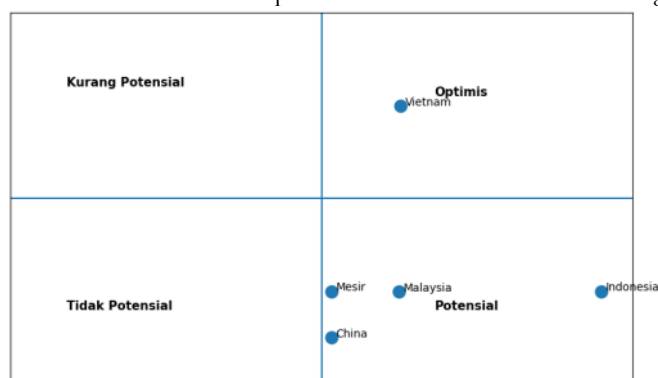 Kurang Potensial
Optimis
Vietnam
Mesir
Malaysia
Indonesia
Tidak Potensial
Potensial
China